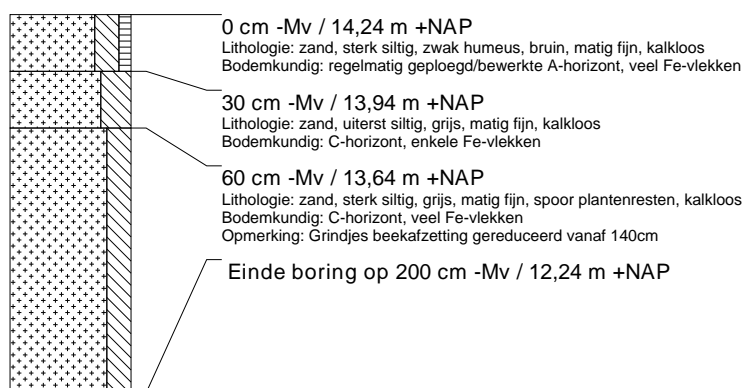 0 cm -Mv / 14,24 m +NAP
Lithologie: zand, sterk siltig, zwak humeus, bruin, matig fijn, kalkloos
Bodemkundig: regelmatig geploegd/bewerkte A-horizont, veel Fe-vlekken
30 cm -Mv / 13,94 m +NAP
Lithologie: zand, uiterst siltig, grijs, matig fijn, kalkloos
Bodemkundig: C-horizont, enkele Fe-vlekken
60 cm -Mv / 13,64 m +NAP
Lithologie: zand, sterk siltig, grijs, matig fijn, spoor plantenresten, kalkloos
Bodemkundig: C-horizont, veel Fe-vlekken
Opmerking: Grindjes beekafzetting gereduceerd vanaf 140cm
Einde boring op 200 cm -Mv / 12,24 m +NAP